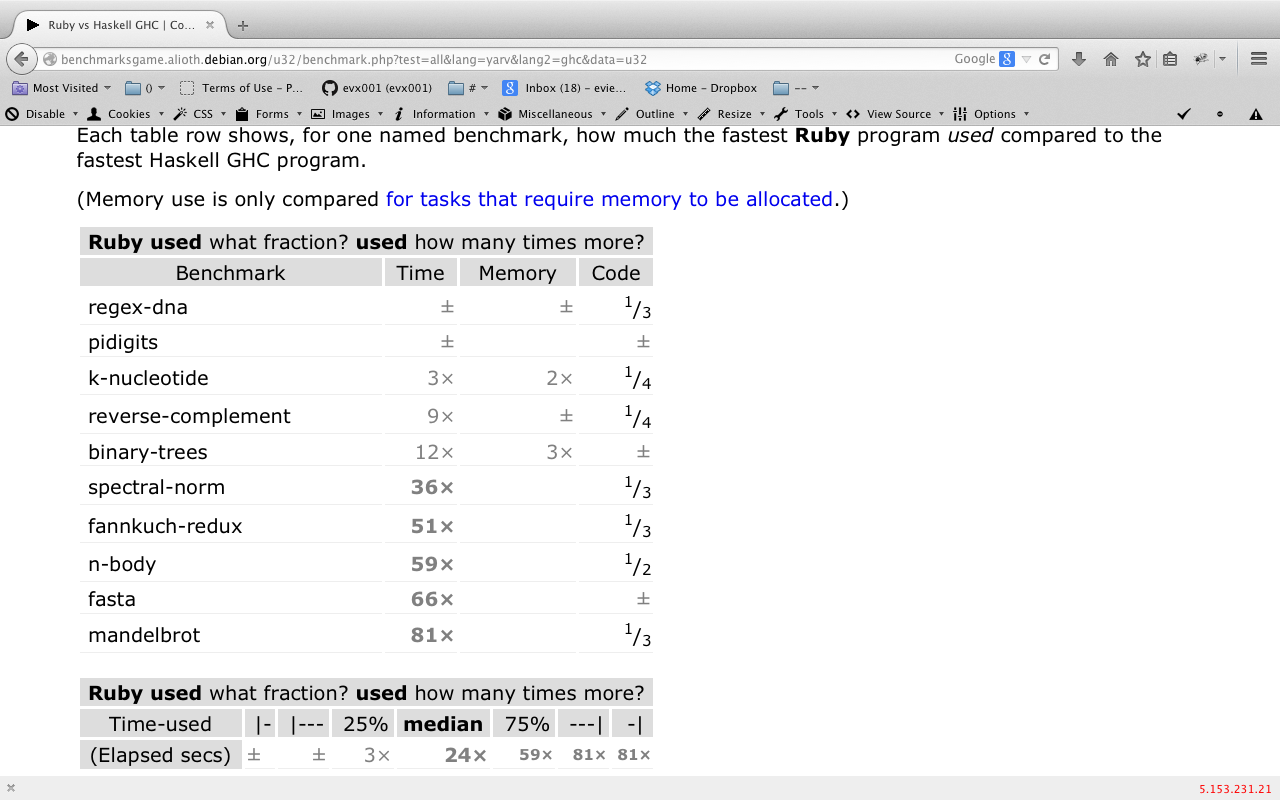 Ruby vs Haskell GHC | Co...
benchmarksgame.alioth.debian.org/u32/benchmark.php?test=all&lang=yarv&lang2=ghc&data=u32
Google
Most Visited
()
Terms of Use - P...
evx001 (evx001)
#
Inbox (18) - evie...
Home - Dropbox
--
Disable Cookies CSS Forms Images Information Miscellaneous Outline Resize Tools View Source Options
Each table row shows, for one named benchmark, how much the fastest Ruby program used compared to the
fastest Haskell GHC program.
(Memory use is only compared for tasks that require memory to be allocated.)
Ruby used what fraction? used how many times more?
Benchmark Time Memory Code
regex-dna ± ± 1/3
pidigits ± ±
k-nucleotide 3× 2× 1/4
reverse-complement 9× ± 1/4
binary-trees 12× 3× ±
spectral-norm 36× 1/3
fannkuch-redux 51× 1/3
n-body 59× 1/2
fasta 66× ±
mandelbrot 81× 1/3
Ruby used what fraction? used how many times more?
Time-used |- |--- 25% median 75% ---| -|
(Elapsed secs) ± ± 3× 24× 59× 81× 81×
5.153.231.21